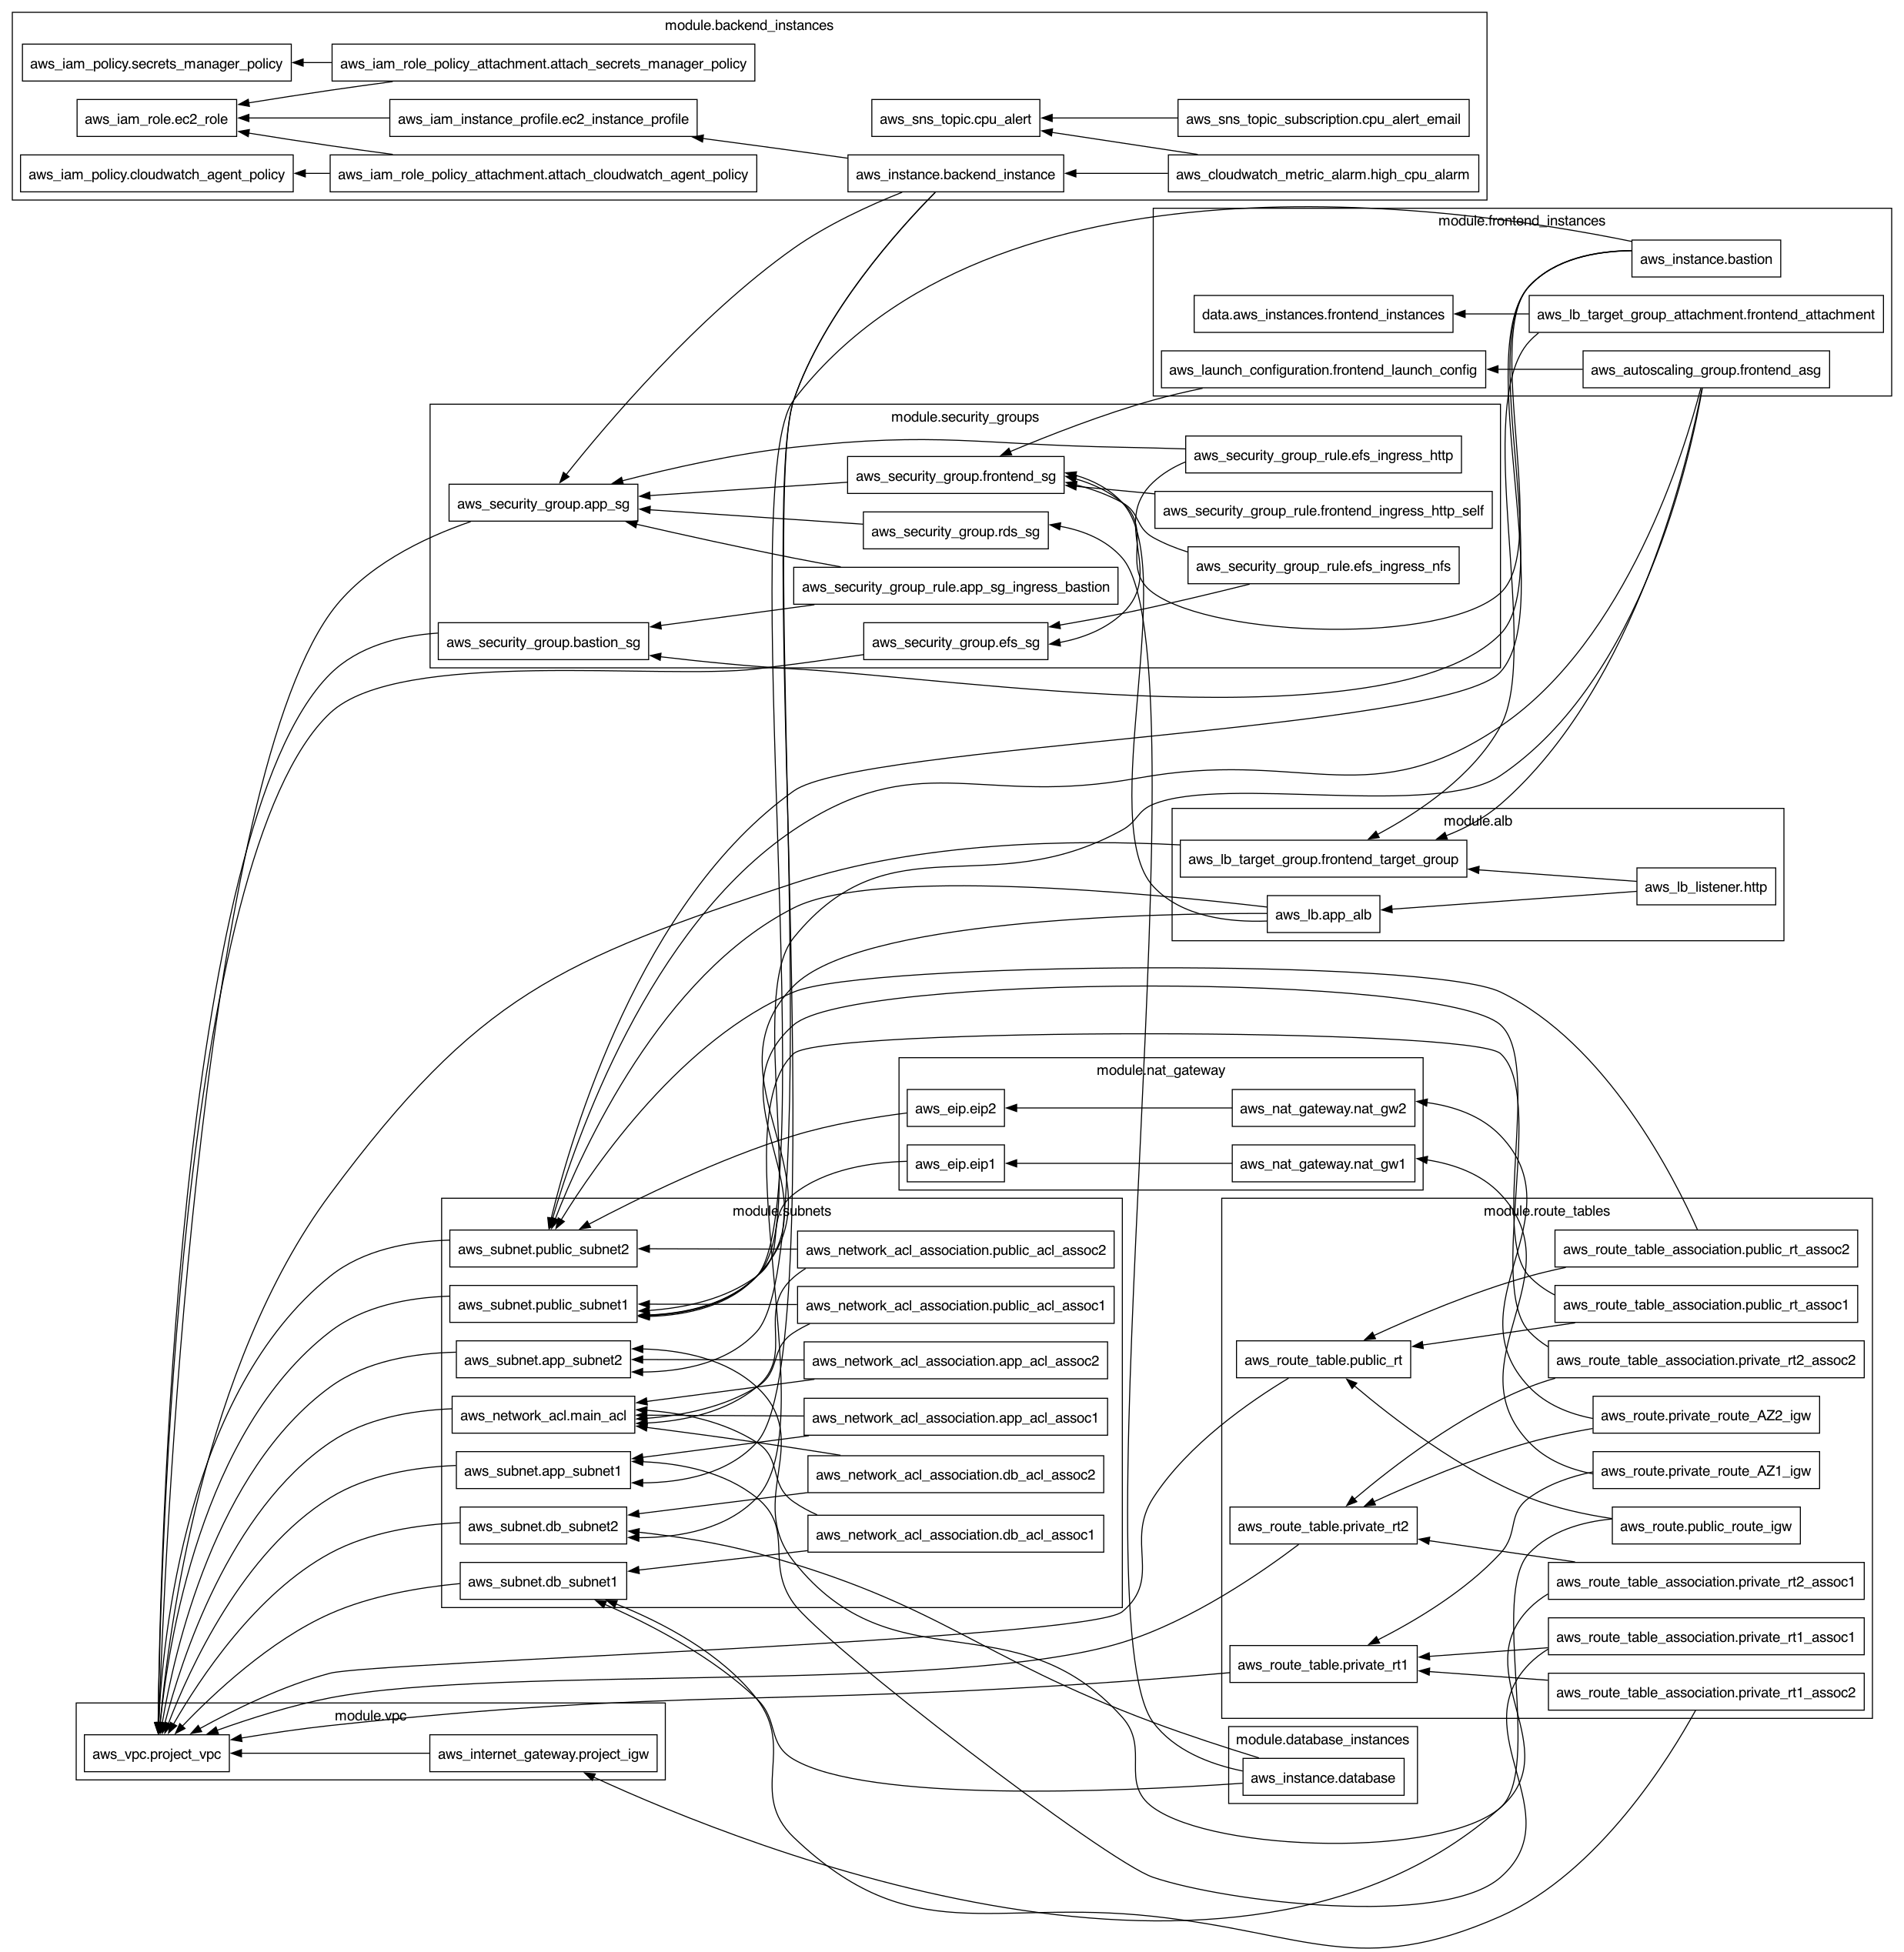 module.backend_instances
aws_iam_policy.secrets_manager_policy
aws_iam_role_policy_attachment.attach_secrets_manager_policy
aws_iam_role.ec2_role
aws_iam_instance_profile.ec2_instance_profile
aws_sns_topic.cpu_alert
aws_sns_topic_subscription.cpu_alert_email
aws_iam_policy.cloudwatch_agent_policy
aws_iam_role_policy_attachment.attach_cloudwatch_agent_policy
aws_instance.backend_instance
aws_cloudwatch_metric_alarm.high_cpu_alarm
module.frontend_instances
aws_instance.bastion
data.aws_instances.frontend_instances
aws_lb_target_group_attachment.frontend_attachment
aws_launch_configuration.frontend_launch_config
aws_autoscaling_group.frontend_asg
module.security_groups
aws_security_group_rule.efs_ingress_http
aws_security_group.frontend_sg
aws_security_group.app_sg
aws_security_group_rule.frontend_ingress_http_self
aws_security_group.rds_sg
aws_security_group_rule.efs_ingress_nfs
aws_security_group_rule.app_sg_ingress_bastion
aws_security_group.bastion_sg
aws_security_group.efs_sg
module.alb
aws_lb_target_group.frontend_target_group
aws_lb_listener.http
aws_lb.app_alb
module.nat_gateway
aws_eip.eip2
aws_nat_gateway.nat_gw2
aws_eip.eip1
aws_nat_gateway.nat_gw1
module.subnets
aws_subnet.public_subnet2
aws_network_acl_association.public_acl_assoc2
aws_subnet.public_subnet1
aws_network_acl_association.public_acl_assoc1
aws_subnet.app_subnet2
aws_network_acl_association.app_acl_assoc2
aws_network_acl.main_acl
aws_network_acl_association.app_acl_assoc1
aws_subnet.app_subnet1
aws_network_acl_association.db_acl_assoc2
aws_subnet.db_subnet2
aws_network_acl_association.db_acl_assoc1
aws_subnet.db_subnet1
module.route_tables
aws_route_table_association.public_rt_assoc2
aws_route_table_association.public_rt_assoc1
aws_route_table.public_rt
aws_route_table_association.private_rt2_assoc2
aws_route.private_route_AZ2_igw
aws_route.private_route_AZ1_igw
aws_route_table.private_rt2
aws_route.public_route_igw
aws_route_table_association.private_rt2_assoc1
aws_route_table_association.private_rt1_assoc1
aws_route_table.private_rt1
aws_route_table_association.private_rt1_assoc2
module.vpc
aws_vpc.project_vpc
aws_internet_gateway.project_igw
module.database_instances
aws_instance.database